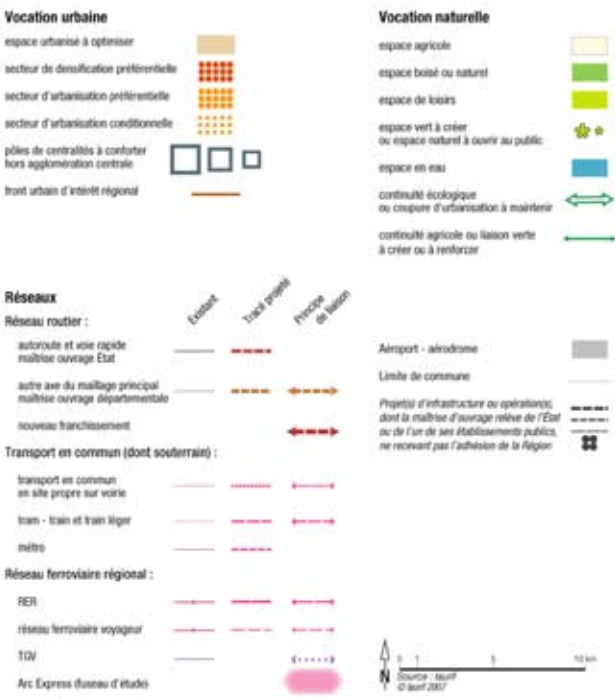 Vocation urbaine
espace urbanisé à optimiser
secteur de densification préférentielle
secteur d'urbanisation préférentielle
secteur d'urbanisation conditionnelle
pôles de centralités à conforter
hors agglomération centrale
front urbain d'intérêt régional
Vocation naturelle
espace agricole
espace boisé ou naturel
espace de loisirs
espace vert à créer
ou espace naturel à ouvrir au public
espace en eau
continuité écologique
ou coupure d'urbanisation à maintenir
continuité agricole ou liaison verte
à créer ou à renforcer
Réseaux
Existant
Tracé projeté
Principe
de liaison
Réseau routier :
autoroute et voie rapide
maîtrise ouvrage État
autre axe du maillage principal
maîtrise ouvrage départementale
nouveau franchissement
Transport en commun (dont souterrain) :
transport en commun
en site propre sur voirie
tram - train et train léger
métro
Réseau ferroviaire régional :
RER
réseau ferroviaire voyageur
TGV
Arc Express (fuseau d'étude)
Aéroport - aérodrome
Limite de commune
Projet(s) d'infrastructure ou opération(s),
dont la maîtrise d'ouvrage relève de l'État
ou de l'un de ses établissements publics,
ne recevant pas l'adhésion de la Région
N
0 1 5 10 km
Source : Iaurif
© Iaurif 2007